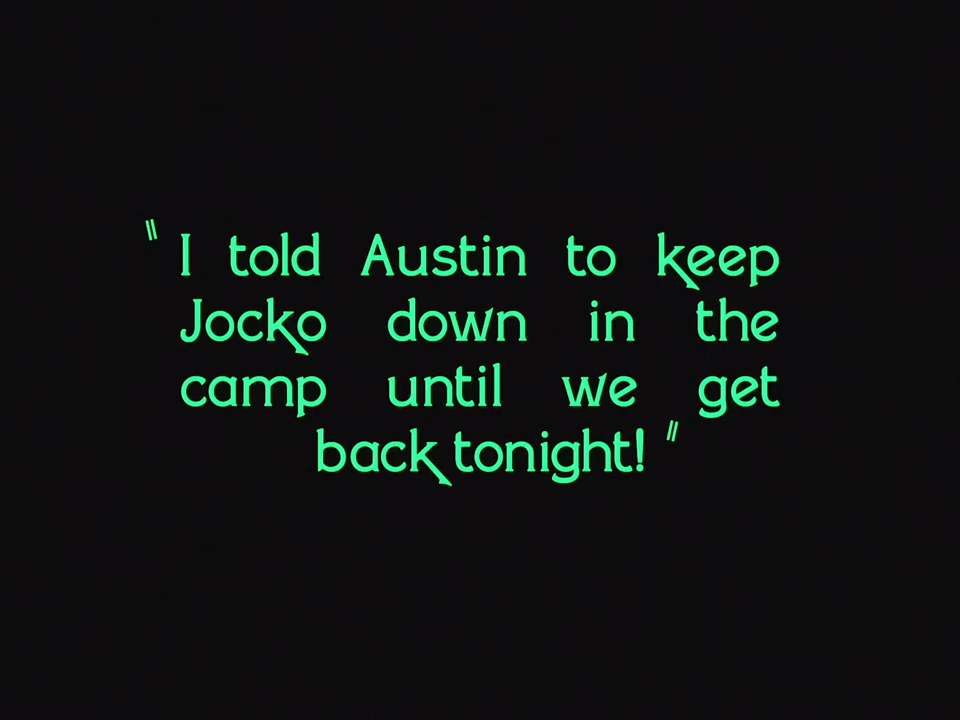 "I told Austin to keep
Jocko down in the
camp until we get
back tonight!"